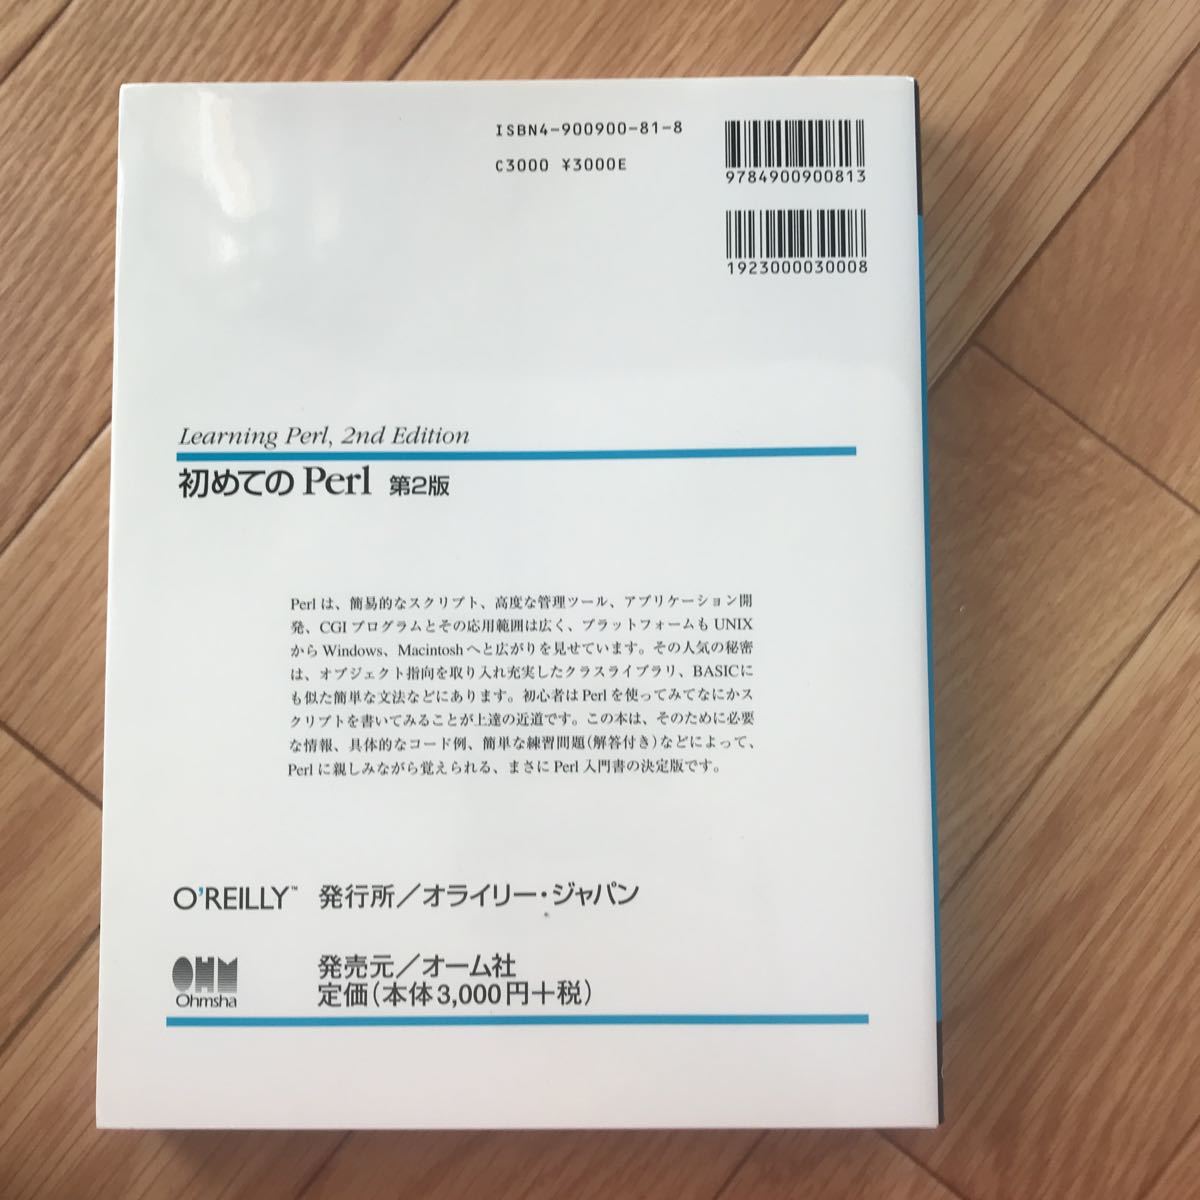 ISBN4-900900-81-8
C3000 ¥3000E
9784900900813
1923000030008
Learning Perl, 2nd Edition
初めてのPerl 第2版
Perlは、簡易的なスクリプト、高度な管理ツール、アプリケーション開
発、CGIプログラムとその応用範囲は広く、プラットフォームもUNIX
からWindows、Macintoshへと広がりを見せています。その人気の秘密
は、オブジェクト指向を取り入れ充実したクラスライブラリ、BASICに
も似た簡単な文法などにあります。初心者はPerlを使ってみてなにかス
クリプトを書いてみることが上達の近道です。この本は、そのために必要
な情報、具体的なコード例、簡単な練習問題（解答付き）などによって、
Perlに親しみながら覚えられる、まさにPerl入門書の決定版です。
O'REILLY™ 発行所／オライリー・ジャパン
OHM
Ohmsha
発売元／オーム社
定価（本体3,000円＋税）